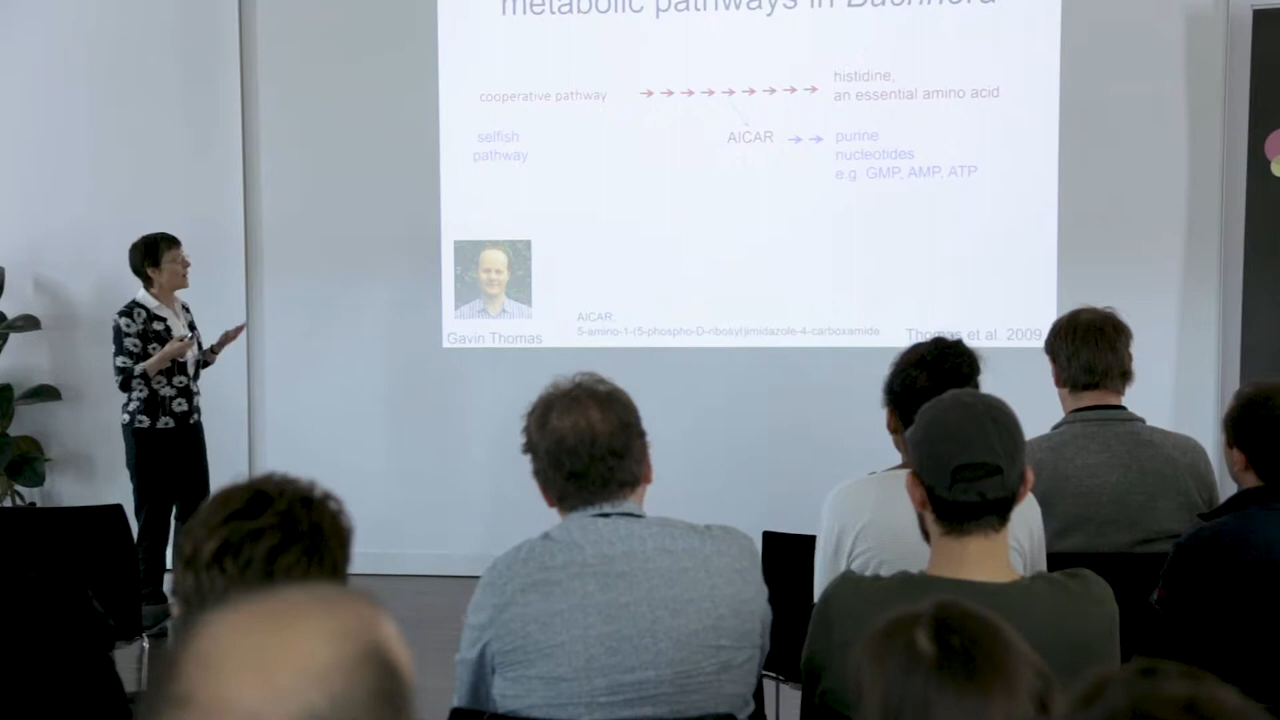 metabolic pathways in Buchnera
cooperative pathway
histidine,
an essential amino acid
selfish
pathway
AICAR
purine
nucleotides
e.g. GMP, AMP, ATP
Gavin Thomas
AICAR,
5-amino-1-(5-phospho-D-ribosyl)imidazole-4-carboxamide
Thomas et al. 2009